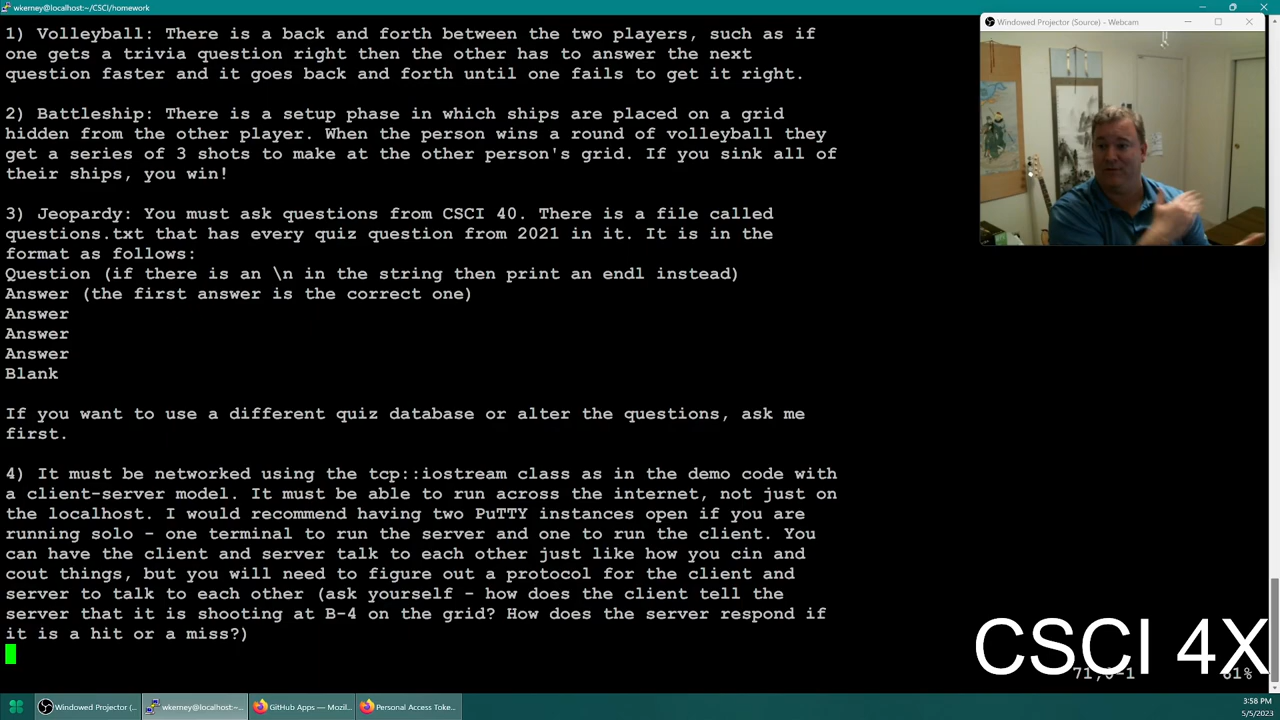 wkerney@localhost:~/CSCI/homework
Windowed Projector (Source) - Webcam
1) Volleyball: There is a back and forth between the two players, such as if
one gets a trivia question right then the other has to answer the next
question faster and it goes back and forth until one fails to get it right.
2) Battleship: There is a setup phase in which ships are placed on a grid
hidden from the other player. When the person wins a round of volleyball they
get a series of 3 shots to make at the other person's grid. If you sink all of
their ships, you win!
3) Jeopardy: You must ask questions from CSCI 40. There is a file called
questions.txt that has every quiz question from 2021 in it. It is in the
format as follows:
Question (if there is an \n in the string then print an endl instead)
Answer (the first answer is the correct one)
Answer
Answer
Answer
Blank
If you want to use a different quiz database or alter the questions, ask me
first.
4) It must be networked using the tcp::iostream class as in the demo code with
a client-server model. It must be able to run across the internet, not just on
the localhost. I would recommend having two PuTTY instances open if you are
running solo - one terminal to run the server and one to run the client. You
can have the client and server talk to each other just like how you cin and
cout things, but you will need to figure out a protocol for the client and
server to talk to each other (ask yourself - how does the client tell the
server that it is shooting at B-4 on the grid? How does the server respond if
it is a hit or a miss?)
CSCI 4X
Windowed Projector (...
wkerney@localhost:~...
GitHub Apps — Mozil...
Personal Access Toke...
3:58 PM
5/5/2023